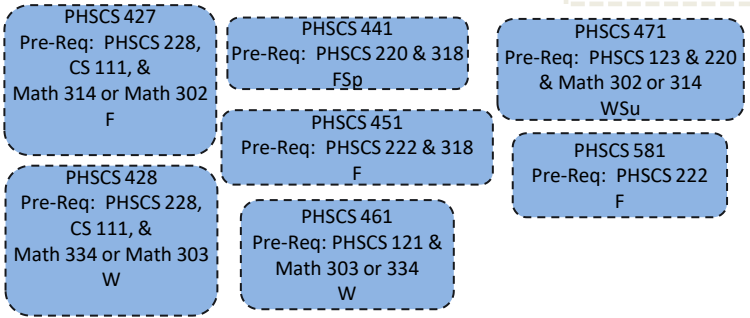 PHSCS 427
Pre-Req: PHSCS 228,
CS 111, &
Math 314 or Math 302
F
PHSCS 428
Pre-Req: PHSCS 228,
CS 111, &
Math 334 or Math 303
W
PHSCS 441
Pre-Req: PHSCS 220 & 318
FSp
PHSCS 451
Pre-Req: PHSCS 222 & 318
F
PHSCS 461
Pre-Req: PHSCS 121 &
Math 303 or 334
W
PHSCS 471
Pre-Req: PHSCS 123 & 220
& Math 302 or 314
WSu
PHSCS 581
Pre-Req: PHSCS 222
F